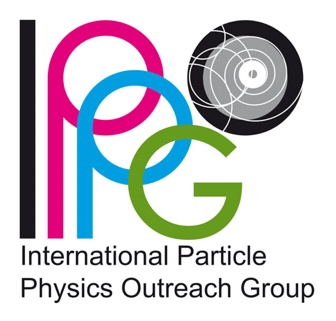 IPPOG
International Particle
Physics Outreach Group